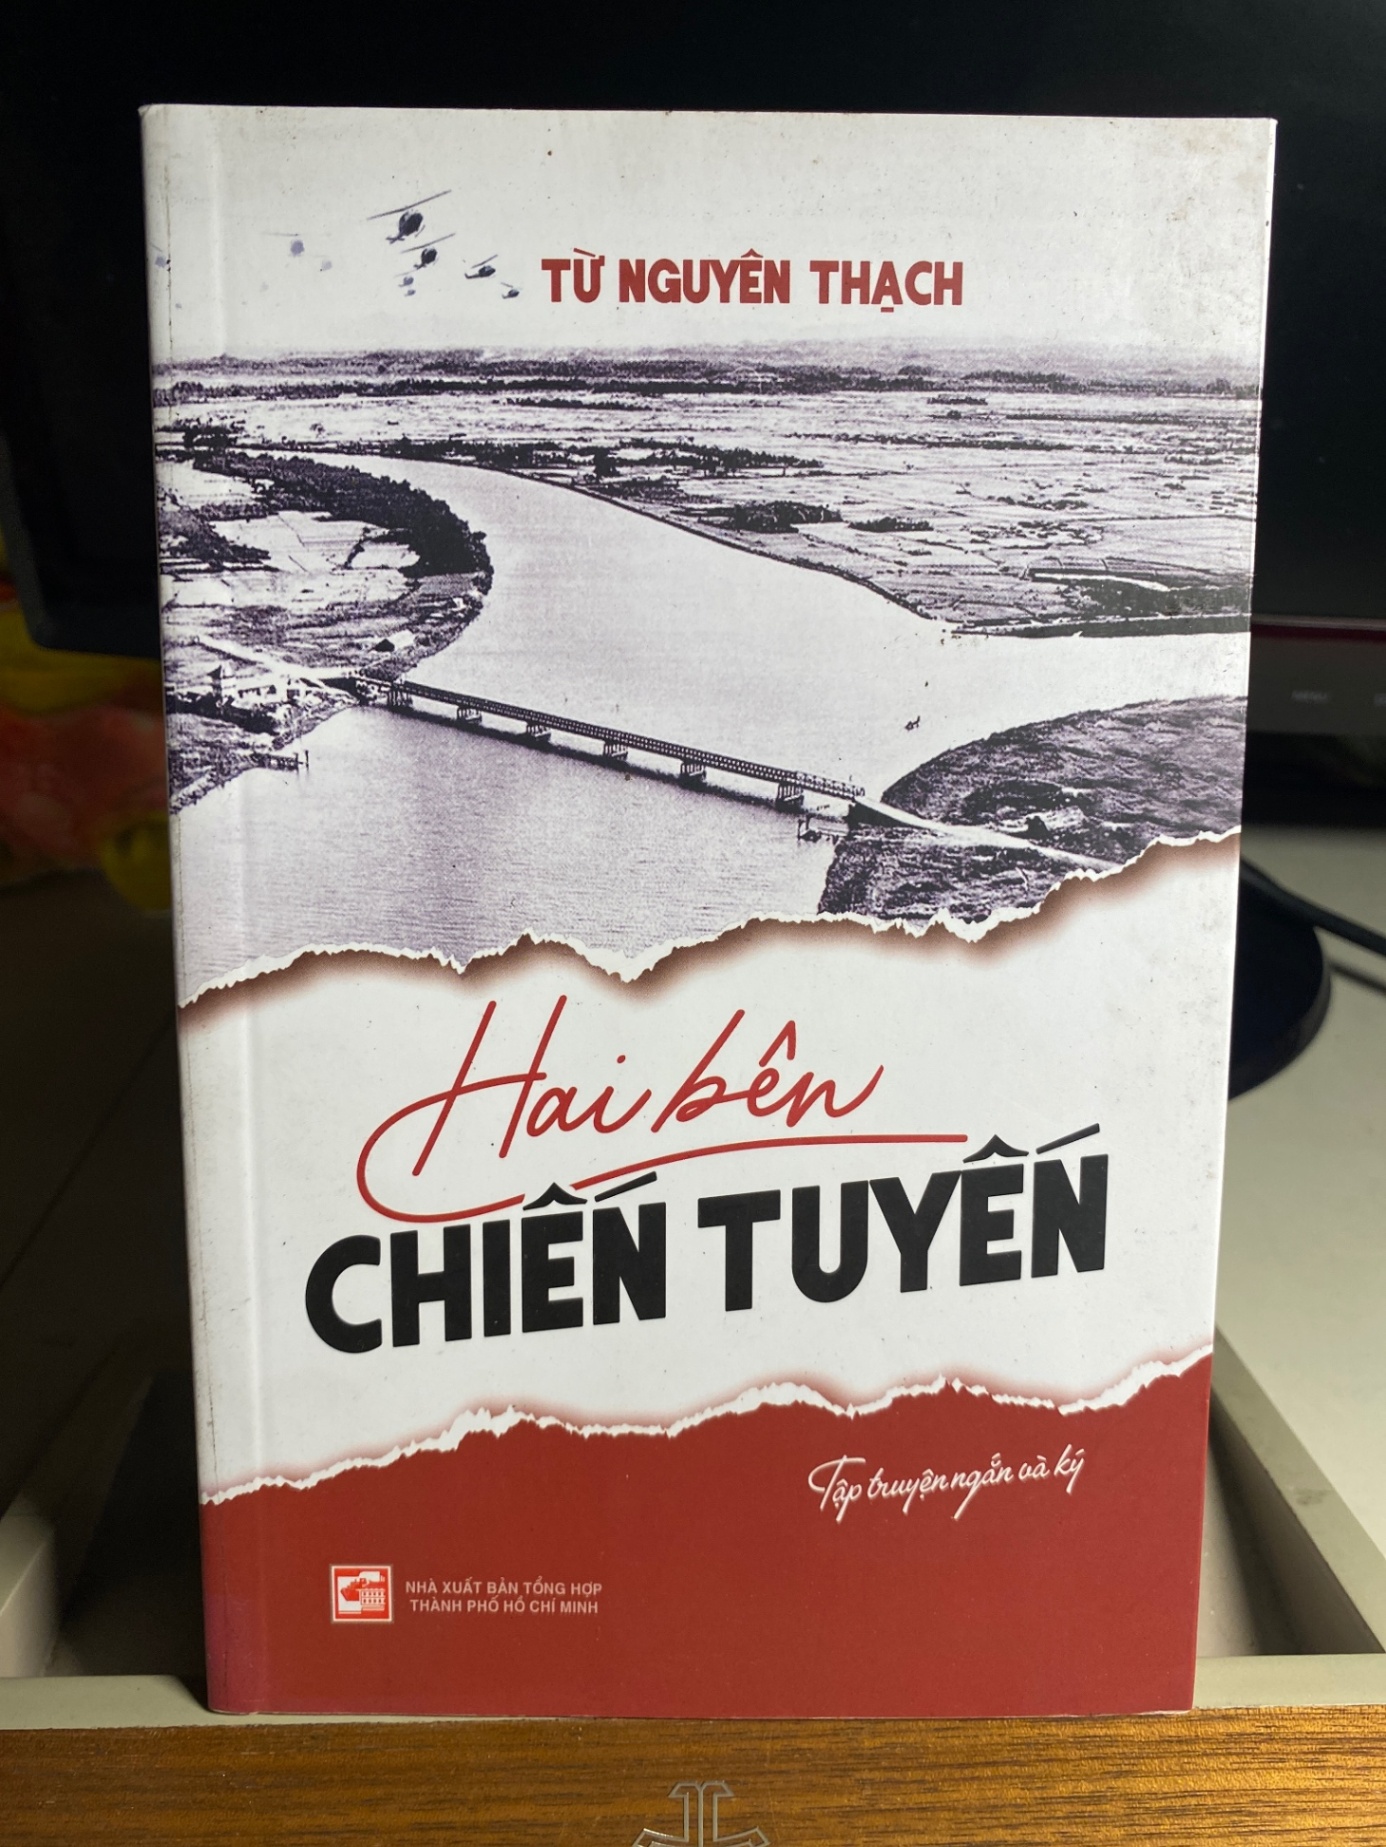 TỪ NGUYÊN THẠCH
Hai bên
CHIẾN TUYẾN
Tập truyện ngắn và ký
NHÀ XUẤT BẢN TỔNG HỢP
THÀNH PHỐ HỒ CHÍ MINH